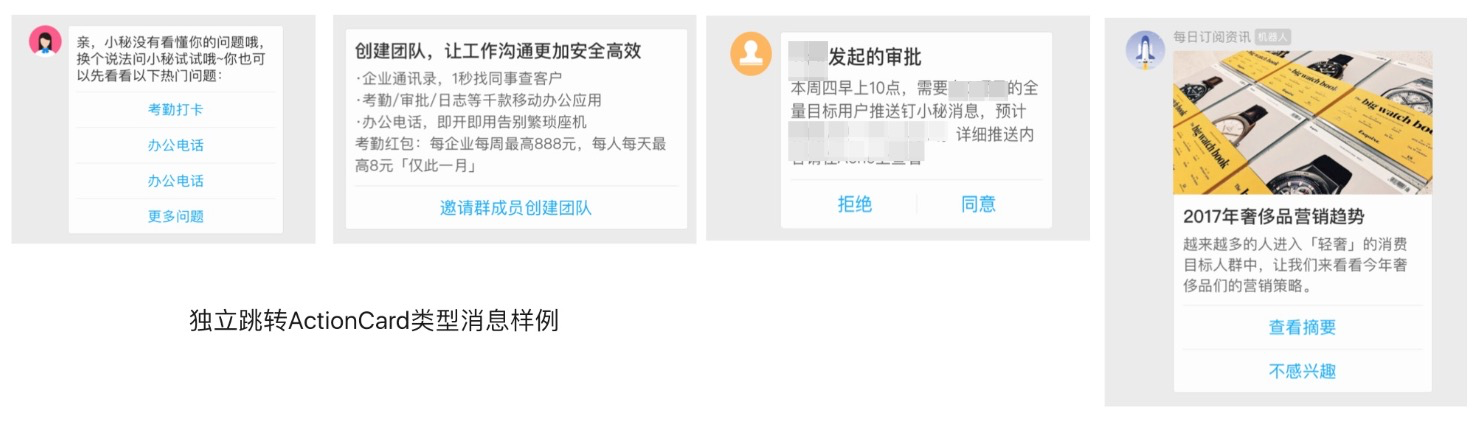 亲，小秘没有看懂你的问题哦，
换个说法问小秘试试哦~你也可
以先看看以下热门问题：
考勤打卡
办公电话
办公电话
更多问题
创建团队，让工作沟通更加安全高效
·企业通讯录，1秒找同事查客户
·考勤/审批/日志等千款移动办公应用
·办公电话，即开即用告别繁琐座机
考勤红包：每企业每周最高888元，每人每天最
高8元「仅此一月」
邀请群成员创建团队
发起的审批
本周四早上10点，需要 的全
量目标用户推送钉小秘消息，预计
详细推送内
拒绝
同意
每日订阅资讯 机器人
the big watch book
the big watch book
the big watch book
Esquire
2017年奢侈品营销趋势
越来越多的人进入「轻奢」的消费
目标人群中，让我们来看看今年奢
侈品们的营销策略。
查看摘要
不感兴趣
独立跳转ActionCard类型消息样例